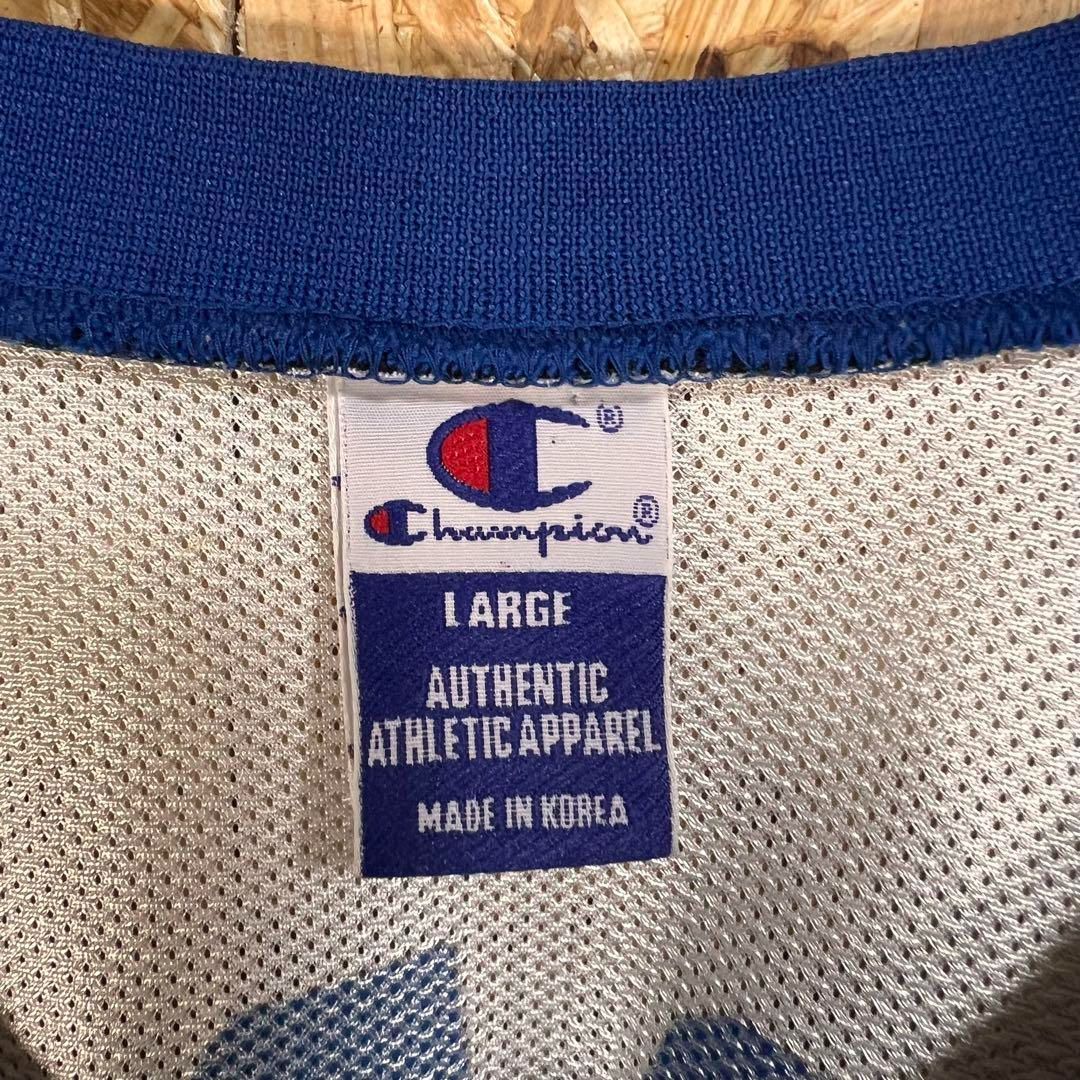 ®
Champion®
LARGE
AUTHENTIC
ATHLETIC APPAREL
MADE IN KOREA